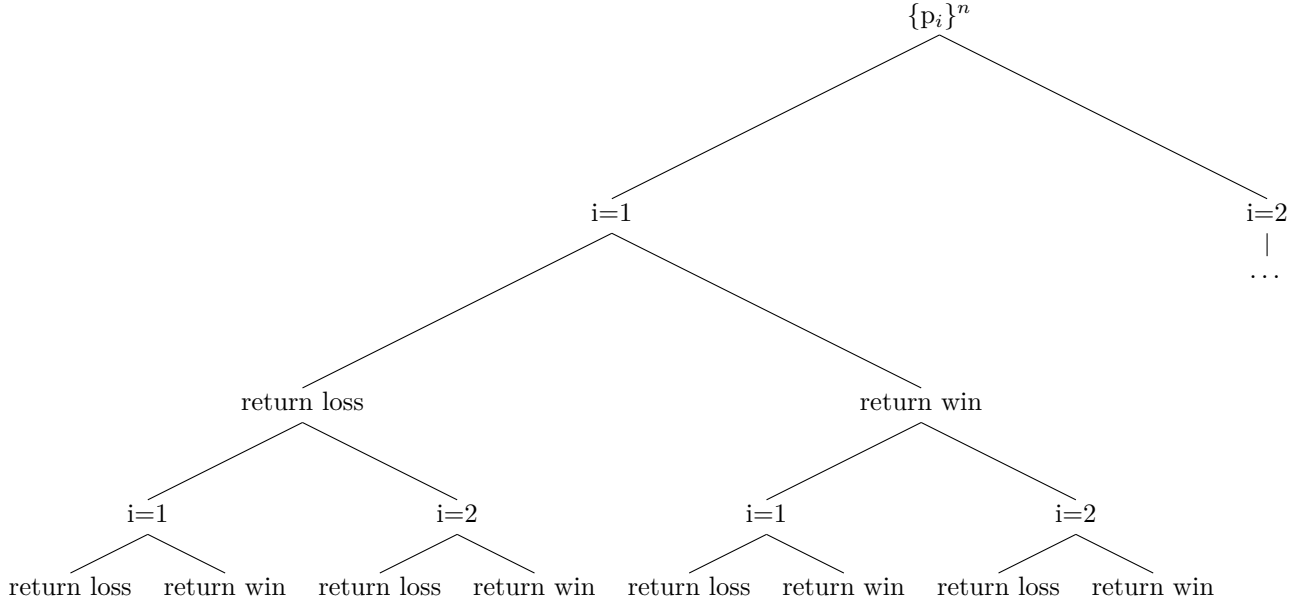 {p_i}^n
i=1 i=2
...
return loss return win
i=1 i=2 i=1 i=2
return loss return win return loss return win return loss return win return loss return win